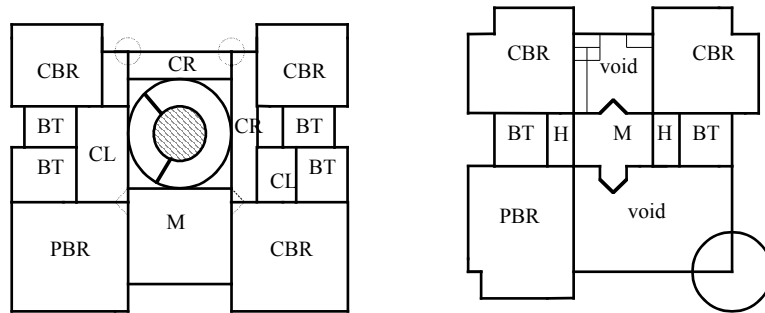 CBR CR CBR
BT CR BT
BT CL CL BT
PBR M CBR
CBR void CBR
BT H M H BT
PBR void